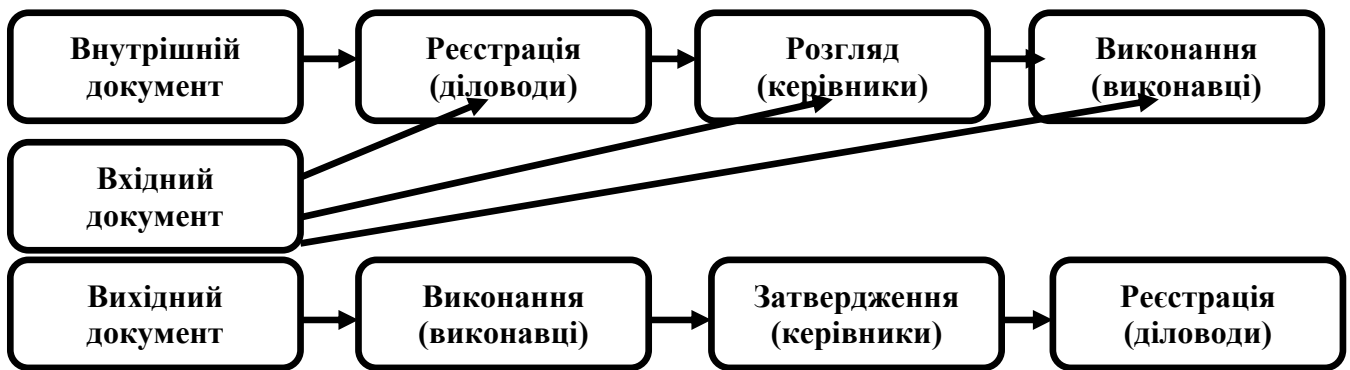 Внутрішній
документ
Реєстрація
(діловоди)
Розгляд
(керівники)
Виконання
(виконавці)
Вхідний
документ
Вихідний
документ
Виконання
(виконавці)
Затвердження
(керівники)
Реєстрація
(діловоди)